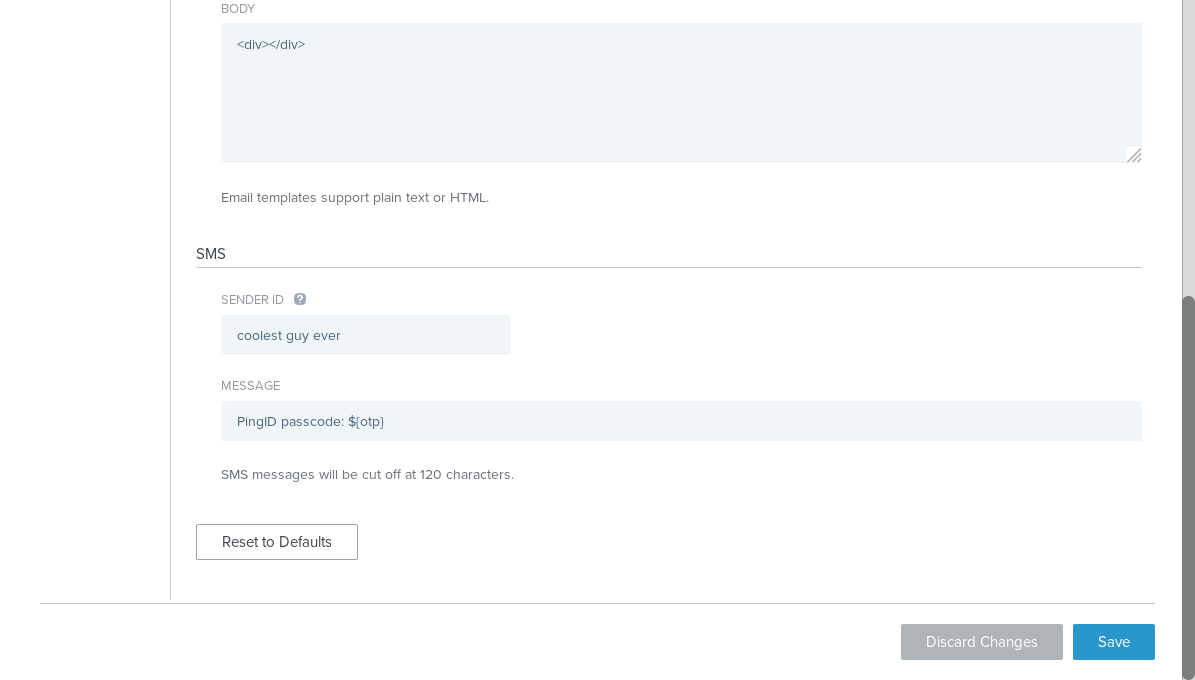 BODY
<div></div>
Email templates support plain text or HTML.
SMS
SENDER ID ?
coolest guy ever
MESSAGE
PingID passcode: ${otp}
SMS messages will be cut off at 120 characters.
Reset to Defaults
Discard Changes Save